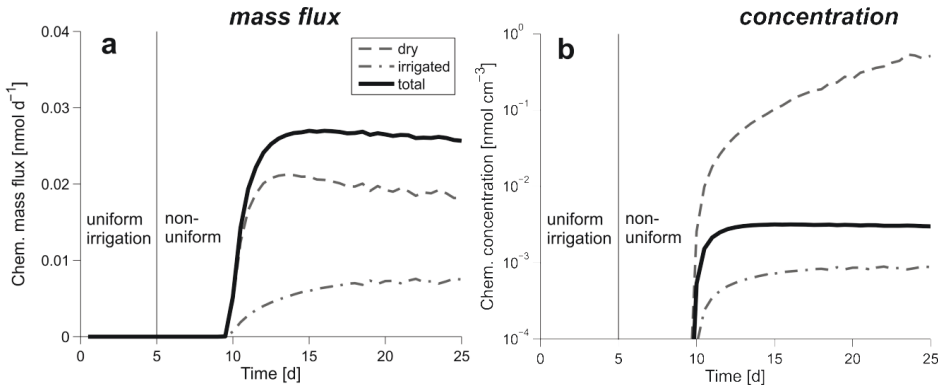 mass flux
concentration
a
dry
irrigated
total
Chem. mass flux [nmol d⁻¹]
0.04
0.03
0.02
0.01
0
uniform
irrigation
non-
uniform
0 5 10 15 20 25
Time [d]
b
Chem. concentration [nmol cm⁻³]
10⁰
10⁻¹
10⁻²
10⁻³
10⁻⁴
uniform
irrigation
non-
uniform
0 5 10 15 20 25
Time [d]